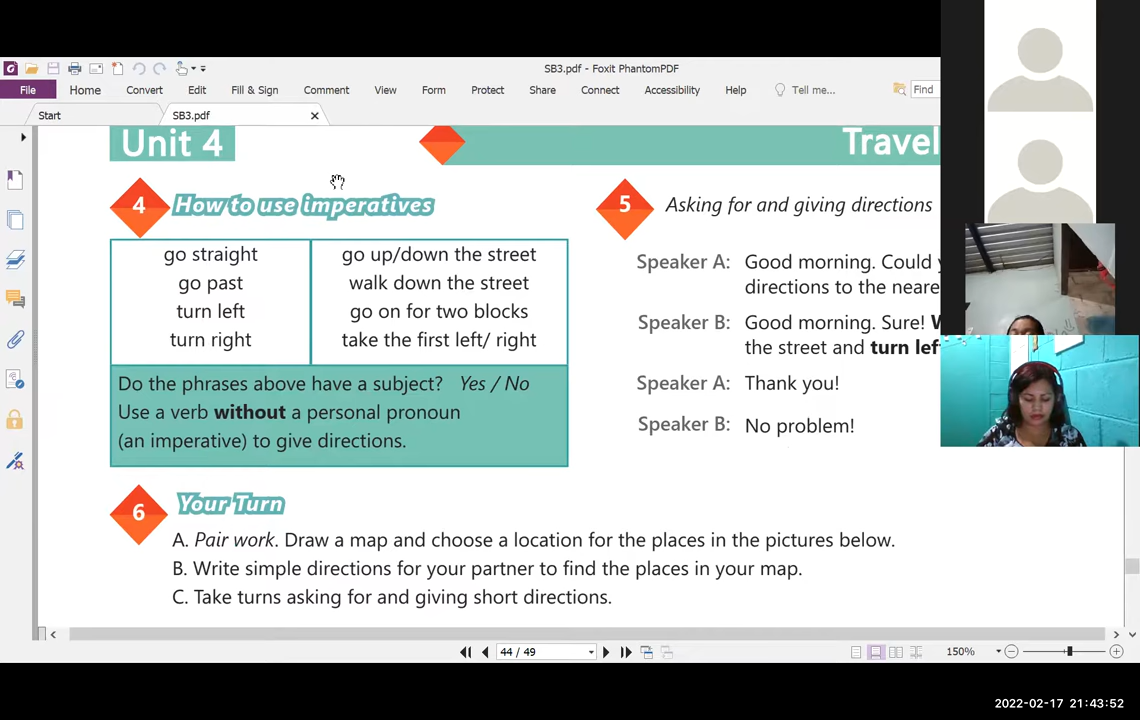 SB3.pdf - Foxit PhantomPDF
File Home Convert Edit Fill & Sign Comment View Form Protect Share Connect Accessibility Help Tell me... Find
Start SB3.pdf
Unit 4 Travel
4 How to use imperatives
go straight
go past
turn left
turn right
go up/down the street
walk down the street
go on for two blocks
take the first left/ right
Do the phrases above have a subject? Yes / No
Use a verb without a personal pronoun
(an imperative) to give directions.
5 Asking for and giving directions
Speaker A: Good morning. Could
directions to the
Speaker B: Good morning. Sure!
the street and turn
Speaker A: Thank you!
Speaker B: No problem!
6 Your Turn
A. Pair work. Draw a map and choose a location for the places in the pictures below.
B. Write simple directions for your partner to find the places in your map.
C. Take turns asking for and giving short directions.
44 / 49
150%
2022-02-17 21:43:52